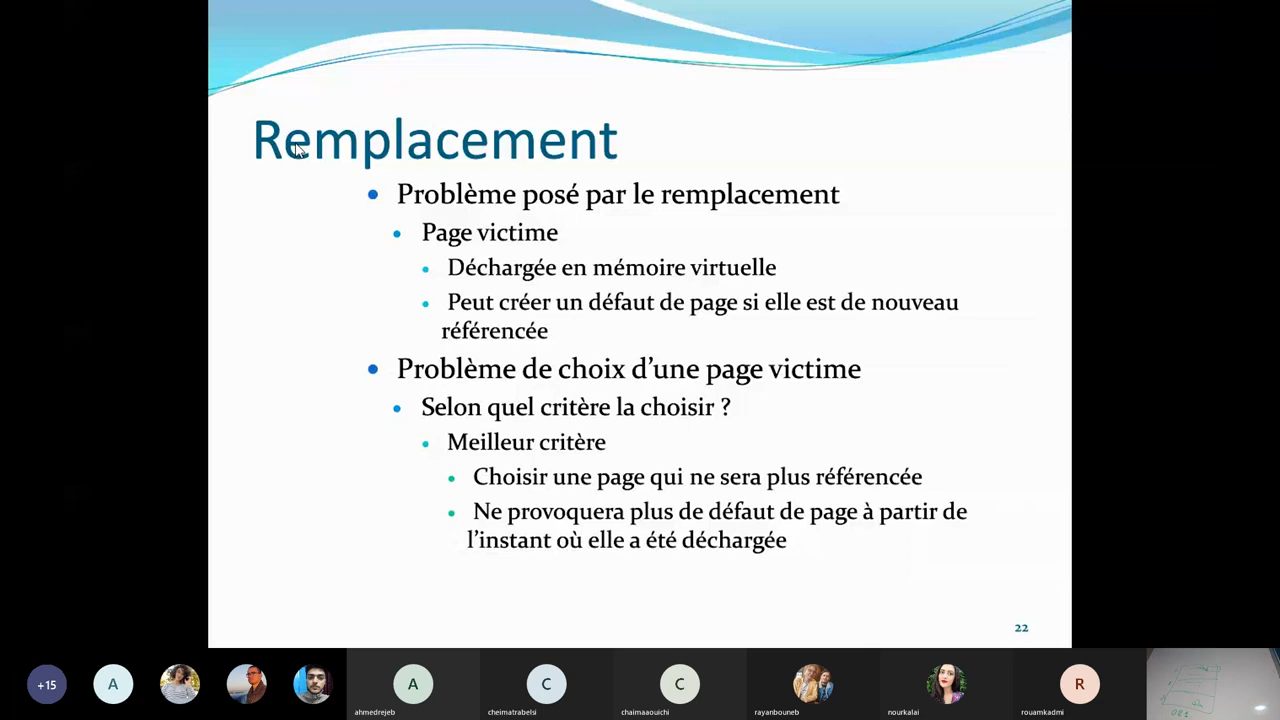 Remplacement
Problème posé par le remplacement
Page victime
Déchargée en mémoire virtuelle
Peut créer un défaut de page si elle est de nouveau
référencée
Problème de choix d’une page victime
Selon quel critère la choisir ?
Meilleur critère
Choisir une page qui ne sera plus référencée
Ne provoquera plus de défaut de page à partir de
l’instant où elle a été déchargée
22
+15
A
A
C
C
R
ahmedrejeb
cheimatrabelsi
chaimaaouichi
rayanbouneb
nourkalai
rouamkadmi